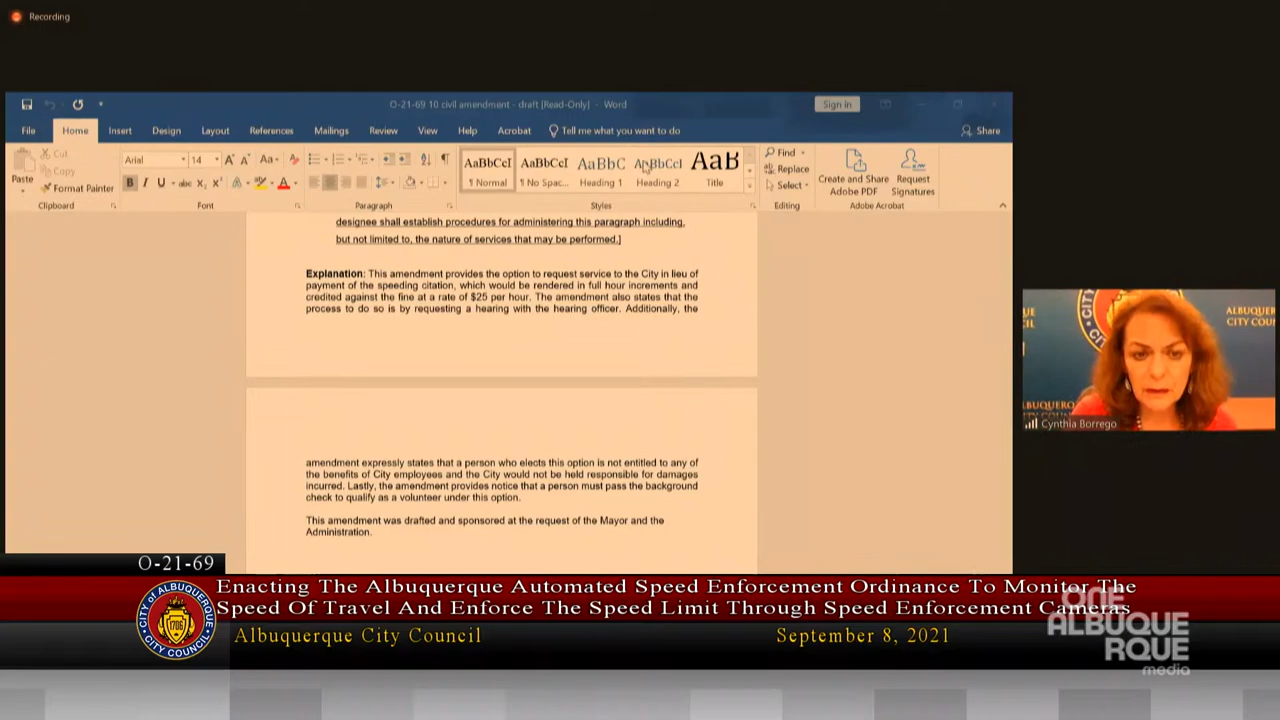 Recording
O-21-69 10 civil amendment - draft [Read-Only] - Word
Sign in
File Home Insert Design Layout References Mailings Review View Help Acrobat Tell me what you want to do Share
Paste
Cut
Copy
Format Painter
Clipboard
Arial 14
Font
Paragraph
AaBbCcI AaBbCcI AaBbC AaBbCcI AaB
¶ Normal ¶ No Spac... Heading 1 Heading 2 Title
Styles
Find
Replace
Select
Editing
Create and Share
Adobe PDF
Request
Signatures
Adobe Acrobat
designee shall establish procedures for administering this paragraph including,
but not limited to, the nature of services that may be performed.]
Explanation: This amendment provides the option to request service to the City in lieu of
payment of the speeding citation, which would be rendered in full hour increments and
credited against the fine at a rate of $25 per hour. The amendment also states that the
process to do so is by requesting a hearing with the hearing officer. Additionally, the
amendment expressly states that a person who elects this option is not entitled to any of
the benefits of City employees and the City would not be held responsible for damages
incurred. Lastly, the amendment provides notice that a person must pass the background
check to qualify as a volunteer under this option.
This amendment was drafted and sponsored at the request of the Mayor and the
Administration.
ALBUQUER
CITY COUNC
Cynthia Borrego
O-21-69
Enacting The Albuquerque Automated Speed Enforcement Ordinance To Monitor The
Speed Of Travel And Enforce The Speed Limit Through Speed Enforcement Cameras
Albuquerque City Council
September 8, 2021
CITY OF ALBUQUERQUE
1706
CITY COUNCIL
ONE
ALBUQUE
RQUE
media